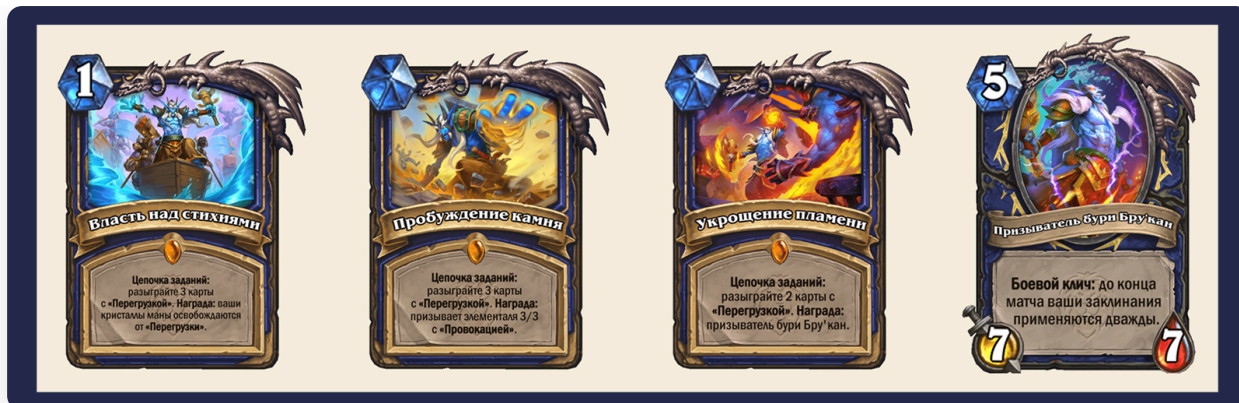 1
Власть над стихиями
Цепочка заданий:
разыграйте 3 карты
с «Перегрузкой». Награда: ваши
кристаллы маны освобождаются
от «Перегрузки».
Пробуждение камня
Цепочка заданий:
разыграйте 3 карты
с «Перегрузкой». Награда:
призывает элементаля 3/3
с «Провокацией».
Укрощение пламени
Цепочка заданий:
разыграйте 2 карты с
«Перегрузкой». Награда:
призыватель бури Бру'кан.
5
Призыватель бури Бру'кан
Боевой клич: до конца
матча ваши заклинания
применяются дважды.
7
7